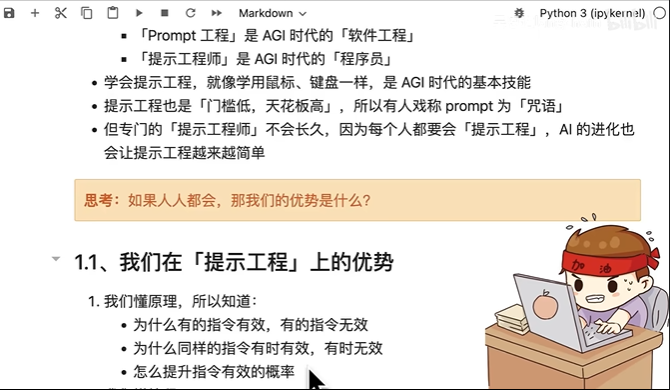 Markdown
Python 3 (ipykernel)
bilibili
「Prompt 工程」是 AGI 时代的「软件工程」
「提示工程师」是 AGI 时代的「程序员」
学会提示工程，就像学用鼠标、键盘一样，是 AGI 时代的基本技能
提示工程也是「门槛低，天花板高」，所以有人戏称 prompt 为「咒语」
但专门的「提示工程师」不会长久，因为每个人都要会「提示工程」，AI 的进化也
会让提示工程越来越简单
思考：如果人人都会，那我们的优势是什么？
1.1、我们在「提示工程」上的优势
加油
1. 我们懂原理，所以知道：
为什么有的指令有效，有的指令无效
为什么同样的指令有时有效，有时无效
怎么提升指令有效的概率